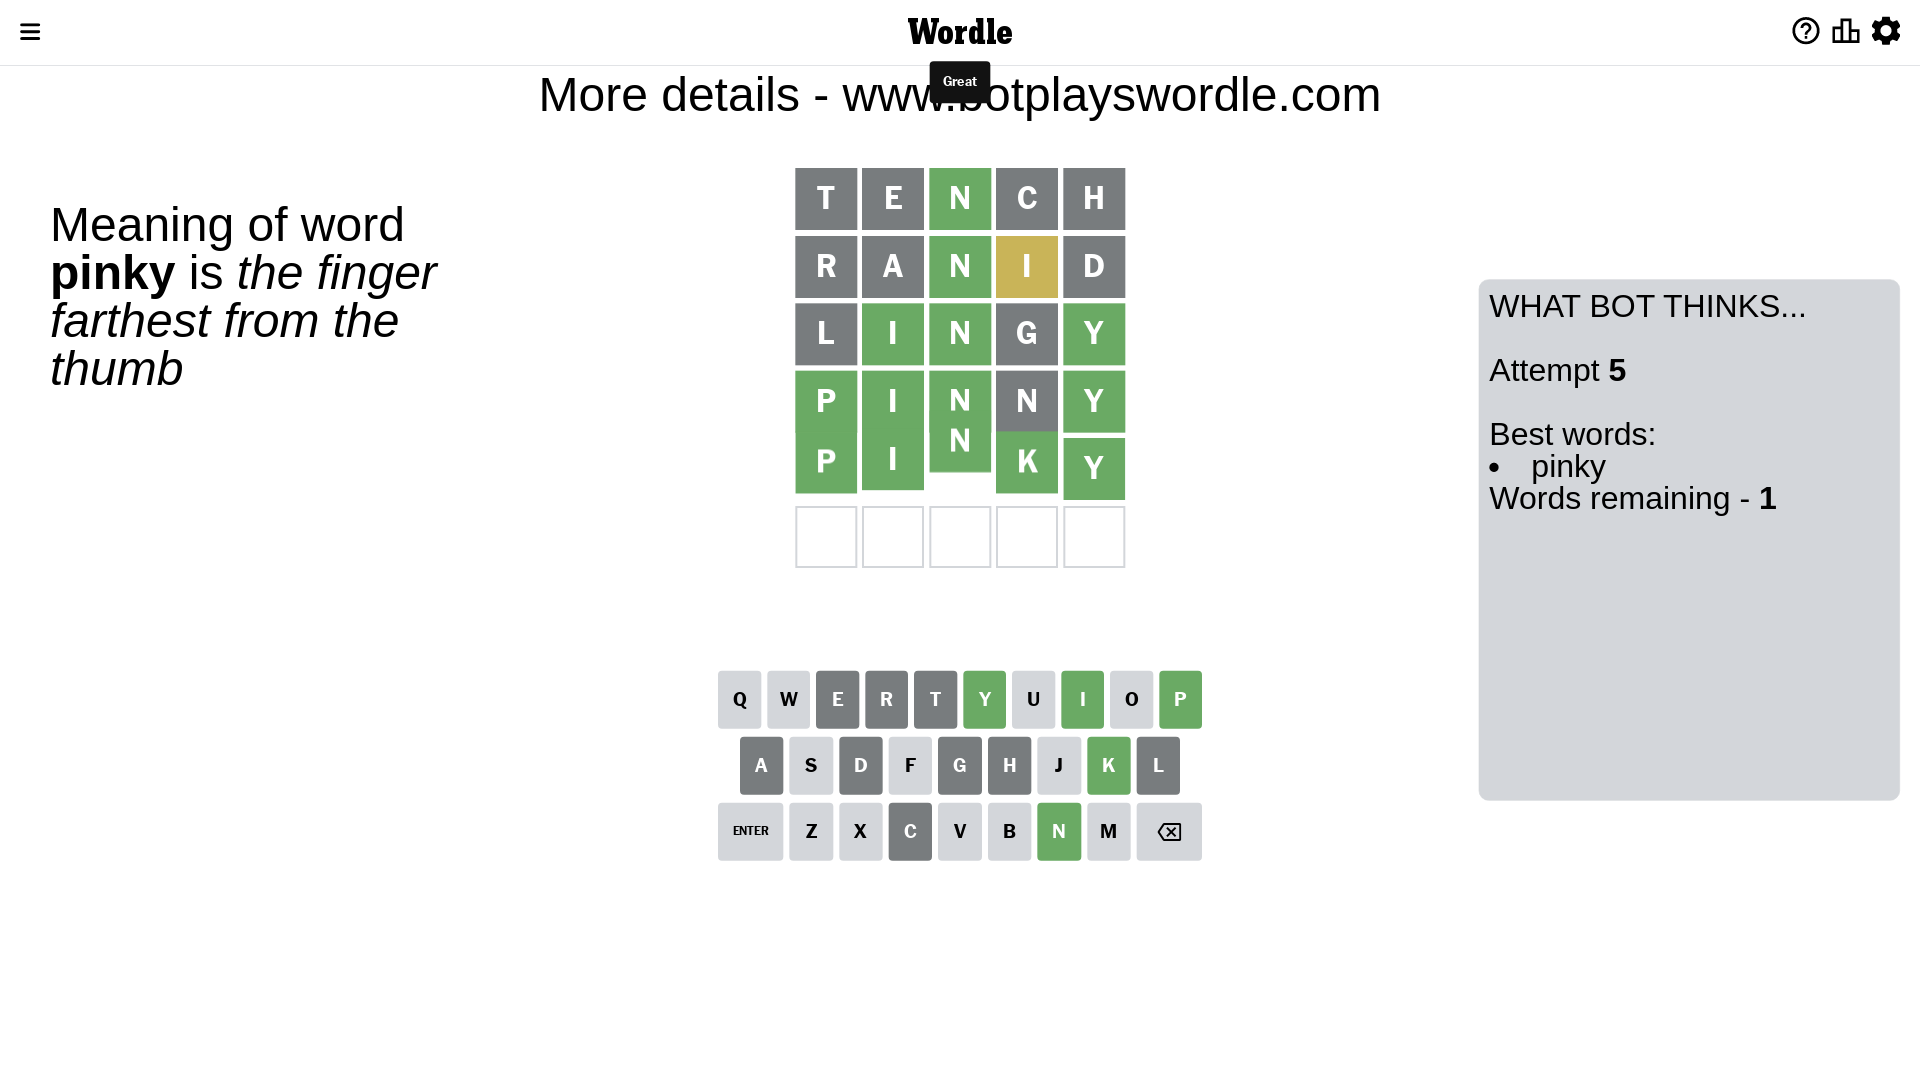 Wordle
Great
More details - www.botplayswordle.com
Meaning of word
pinky is the finger
farthest from the
thumb
T E N C H
R A N I D
L I N G Y
P I N N Y
P I N K Y
WHAT BOT THINKS...
Attempt 5
Best words:
• pinky
Words remaining - 1
Q W E R T Y U I O P
A S D F G H J K L
ENTER Z X C V B N M